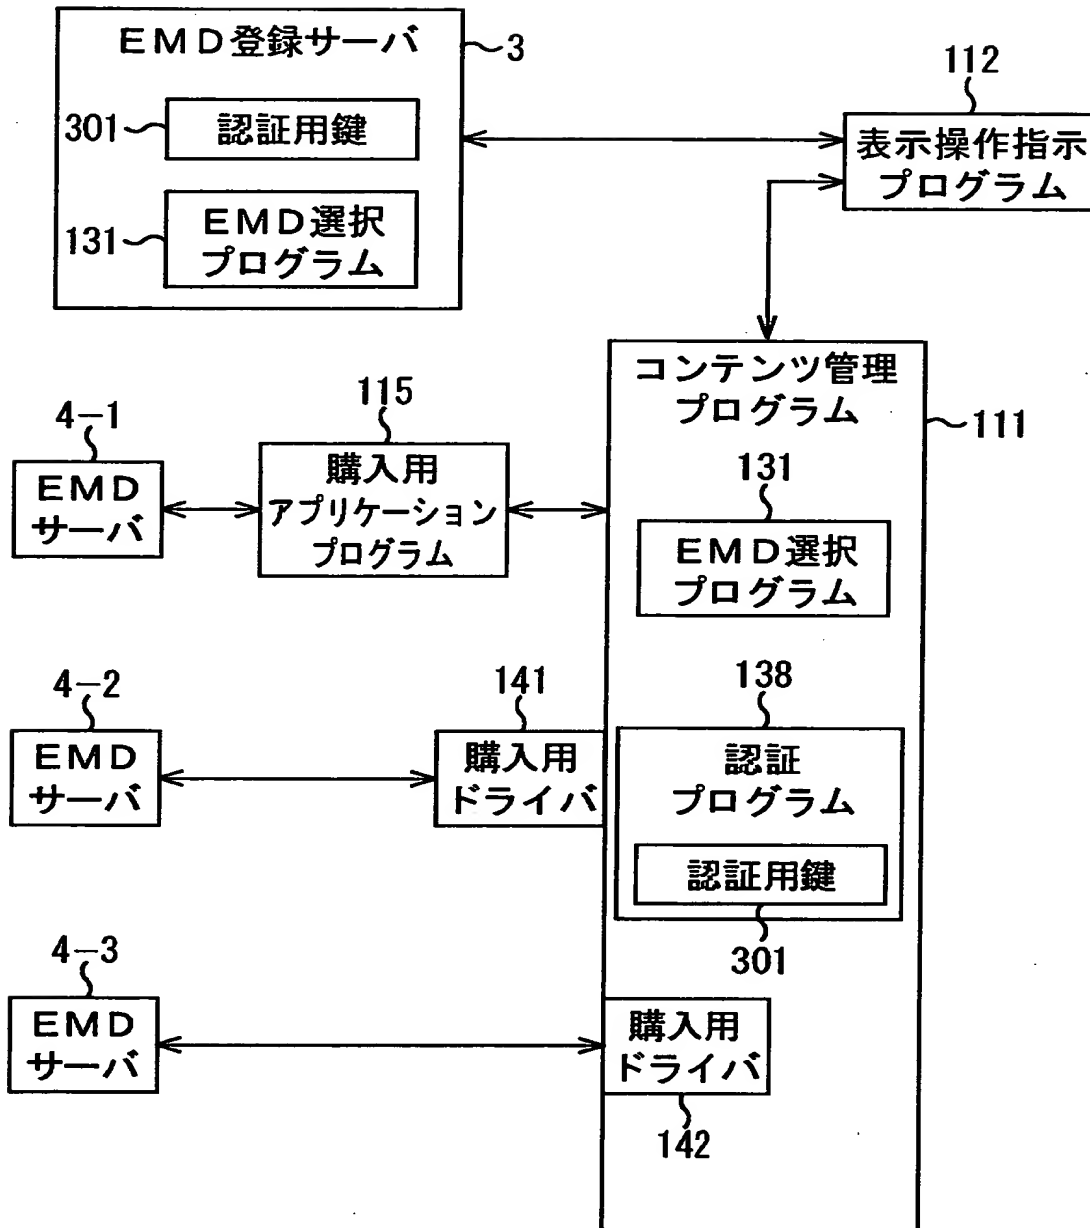 EMD登録サーバ
3
301
認証用鍵
131
EMD選択
プログラム
112
表示操作指示
プログラム
コンテンツ管理
プログラム
111
4-1
EMD
サーバ
115
購入用
アプリケーション
プログラム
131
EMD選択
プログラム
4-2
EMD
サーバ
141
購入用
ドライバ
138
認証
プログラム
認証用鍵
301
4-3
EMD
サーバ
購入用
ドライバ
142